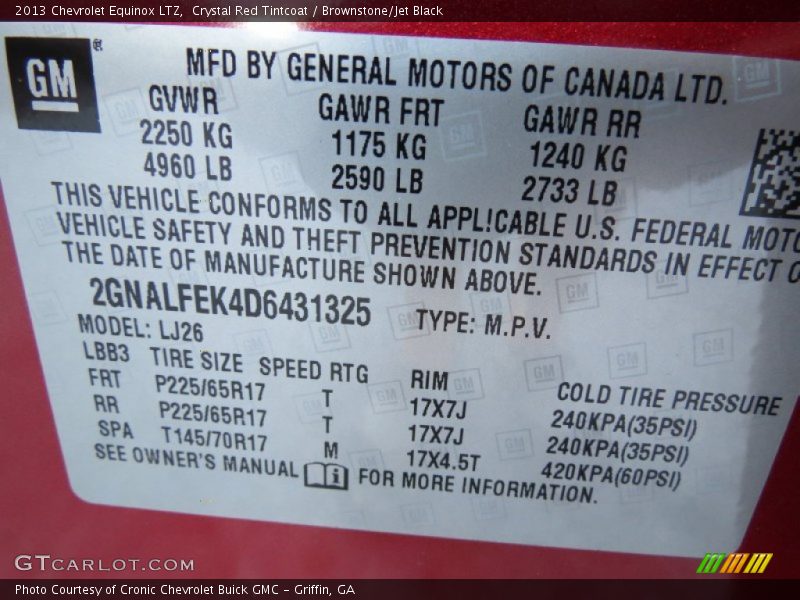 2013 Chevrolet Equinox LTZ, Crystal Red Tintcoat / Brownstone/Jet Black
GM
MFD BY GENERAL MOTORS OF CANADA LTD.
GVWR GAWR FRT GAWR RR
2250 KG 1175 KG 1240 KG
4960 LB 2590 LB 2733 LB
THIS VEHICLE CONFORMS TO ALL APPL!CABLE U.S. FEDERAL MOTO
VEHICLE SAFETY AND THEFT PREVENTION STANDARDS IN EFFECT O
THE DATE OF MANUFACTURE SHOWN ABOVE.
2GNALFEK4D6431325 TYPE: M.P.V.
MODEL: LJ26
LBB3 TIRE SIZE SPEED RTG RIM COLD TIRE PRESSURE
FRT P225/65R17 T 17X7J 240KPA(35PSI)
RR P225/65R17 T 17X7J 240KPA(35PSI)
SPA T145/70R17 M 17X4.5T 420KPA(60PSI)
SEE OWNER'S MANUAL i FOR MORE INFORMATION.
GTCARLOT.COM
Photo Courtesy of Cronic Chevrolet Buick GMC – Griffin, GA